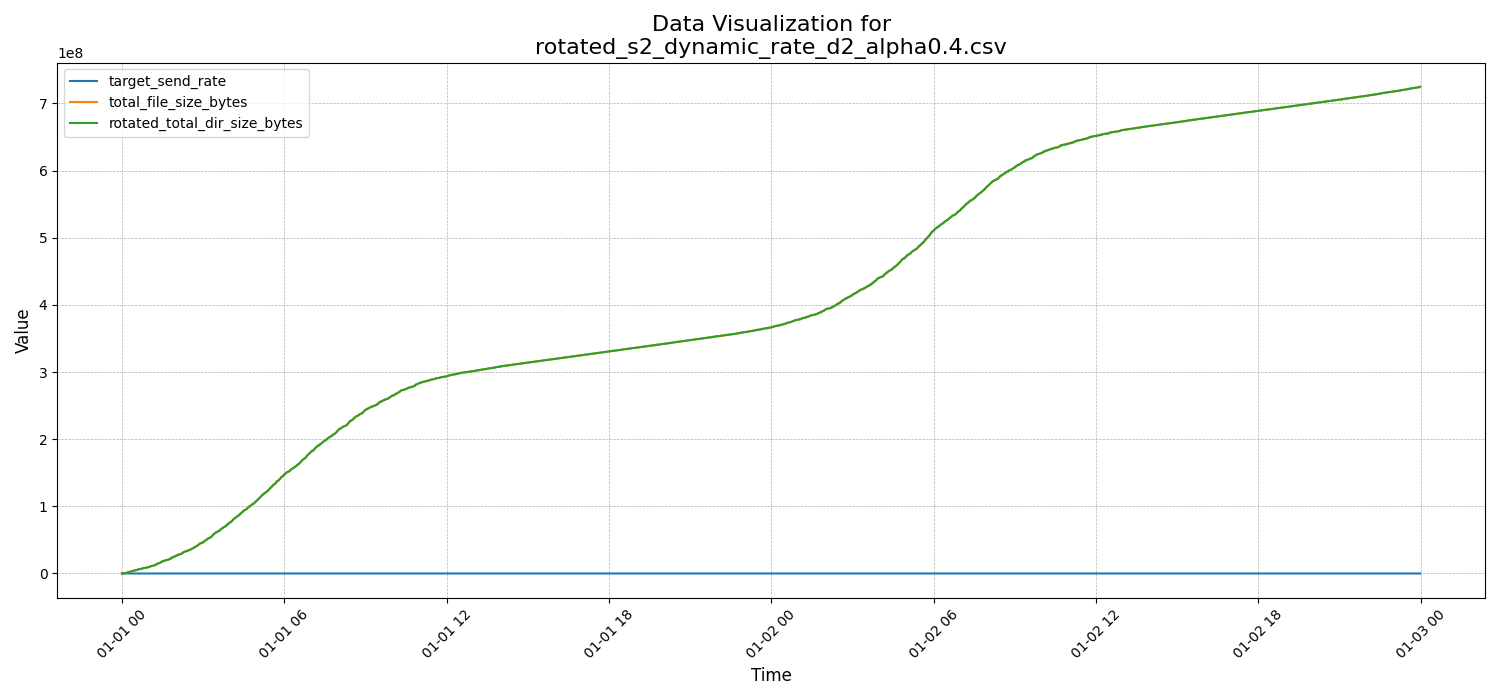 Data Visualization for
rotated_s2_dynamic_rate_d2_alpha0.4.csv
1e8
target_send_rate
total_file_size_bytes
rotated_total_dir_size_bytes
7
6
5
4
3
2
1
0
Value
01-01 00
01-01 06
01-01 12
01-01 18
01-02 00
01-02 06
01-02 12
01-02 18
01-03 00
Time